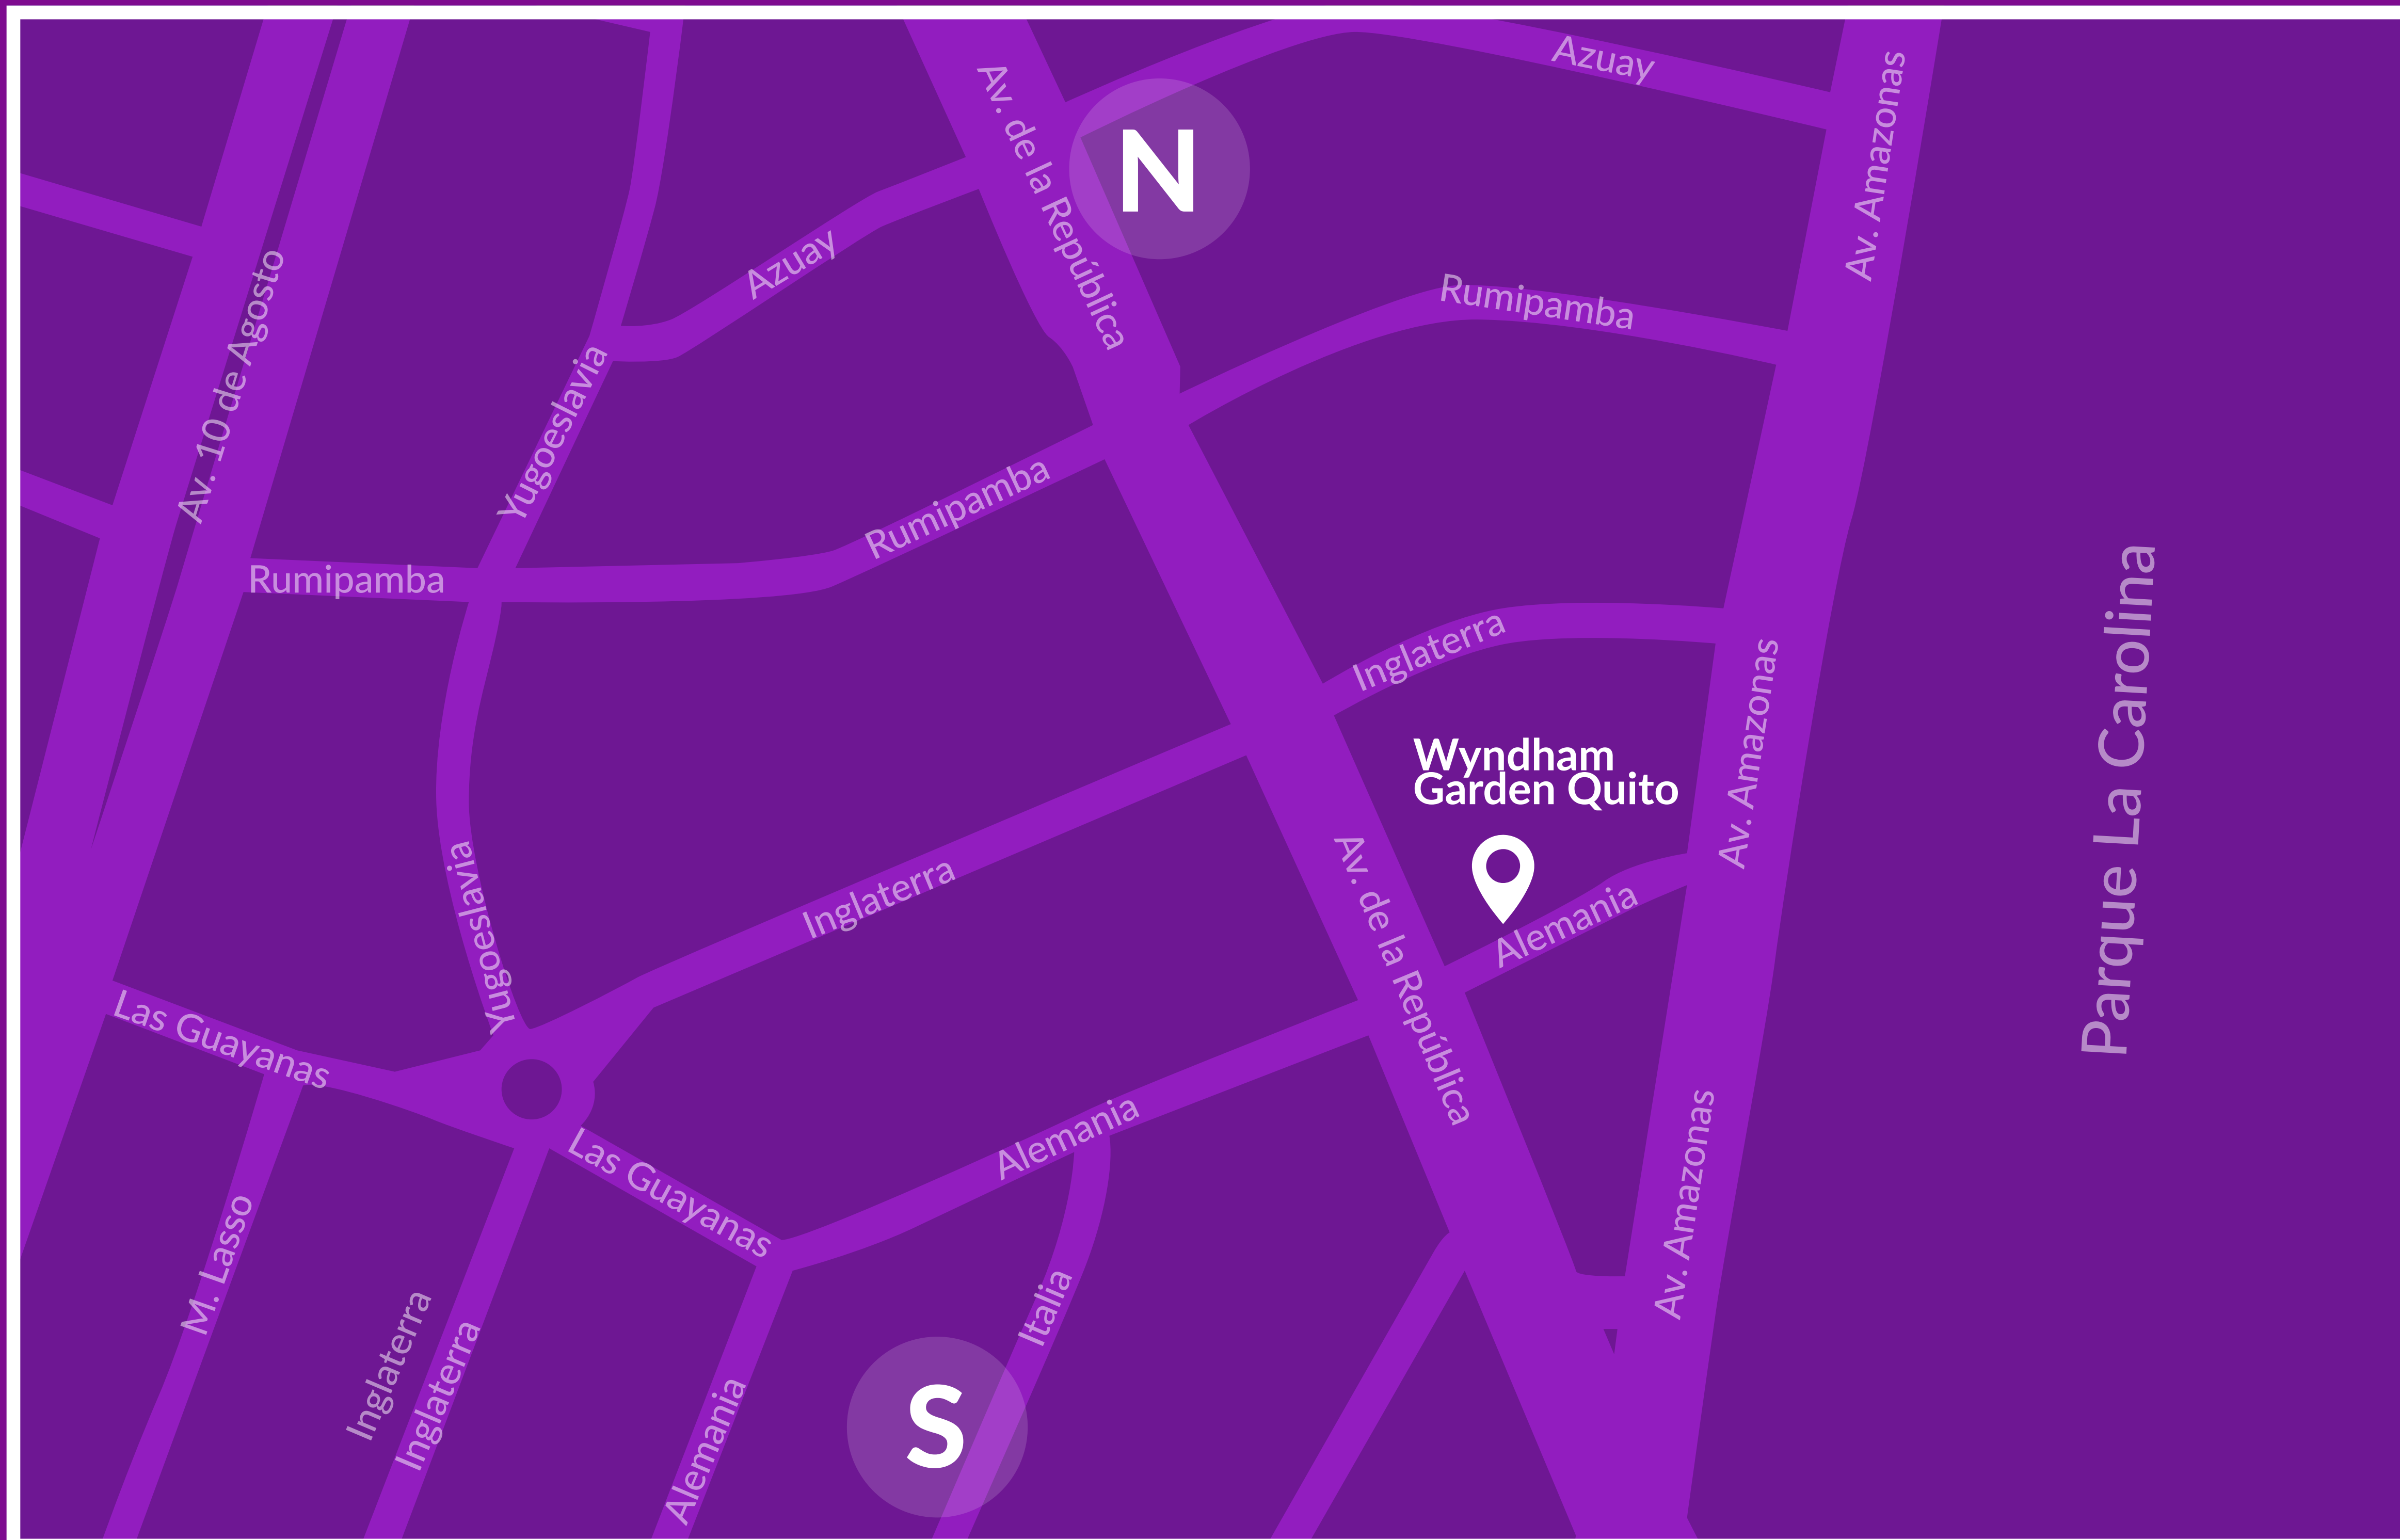 Azuay
Av. Amazonas
Av. de la República
N
Azuay
Rumipamba
Av. 10 de Agosto
Yugoeslavia
Rumipamba
Rumipamba
Inglaterra
Parque La Carolina
Av. Amazonas
Wyndham
Garden Quito
Yugoeslavia
Inglaterra
Av. de la República
Alemania
Las Guayanas
Alemania
Las Guayanas
Av. Amazonas
M. Lasso
Italia
Inglaterra
Inglaterra
Alemania
S